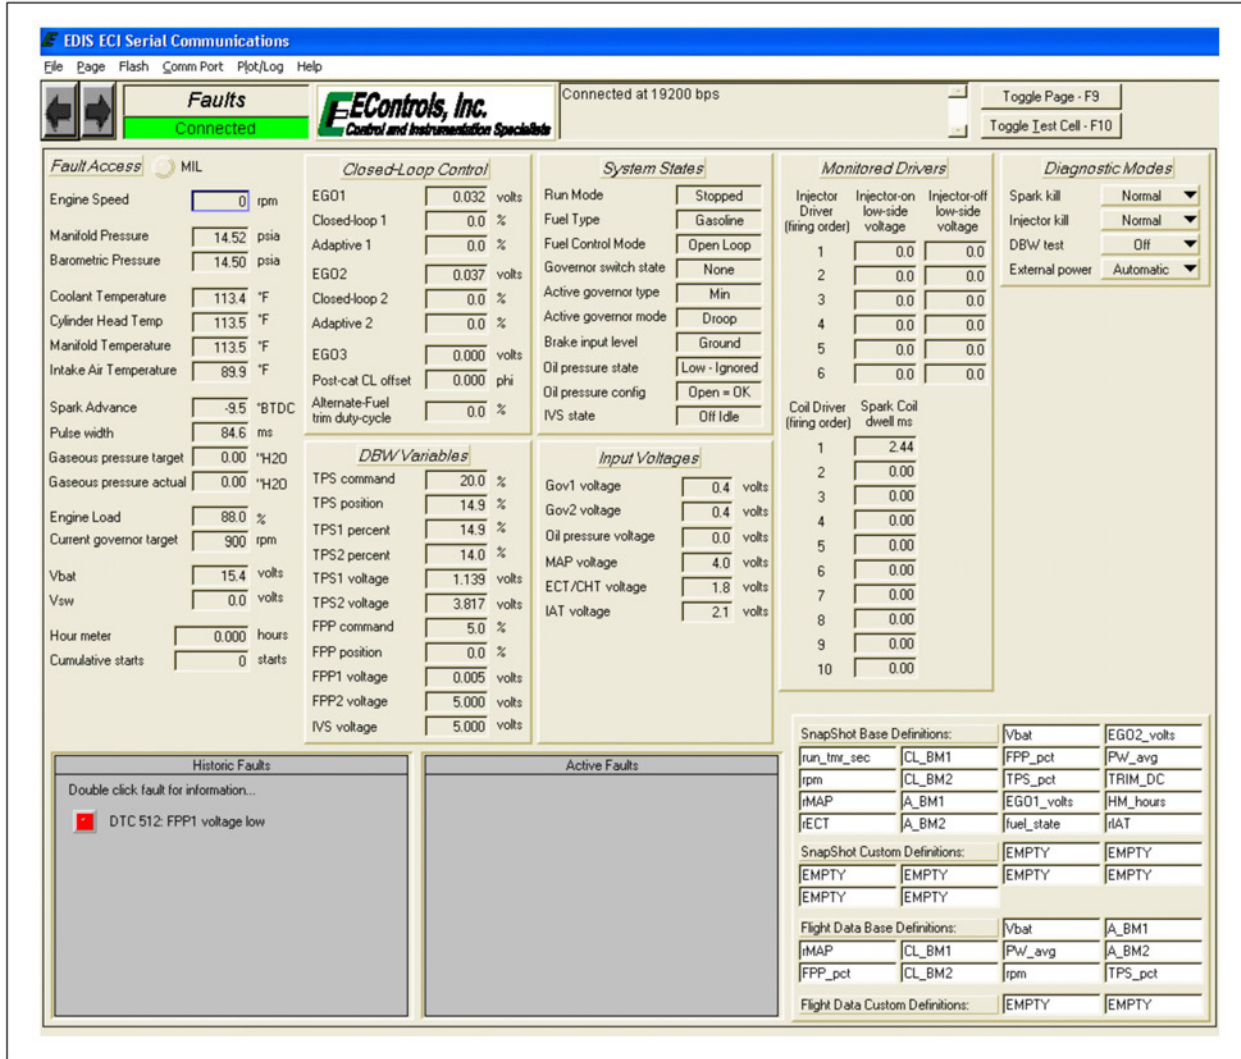 EDIS ECI Serial Communications
File Page Flash Comm Port Plot/Log Help
Faults
Connected
EControls, Inc.
Control and Instrumentation Specialists
Connected at 19200 bps
Toggle Page - F9
Toggle Test Cell - F10
Fault Access MIL
Engine Speed 0 rpm
Manifold Pressure 14.52 psia
Barometric Pressure 14.50 psia
Coolant Temperature 113.4 °F
Cylinder Head Temp 113.5 °F
Manifold Temperature 113.5 °F
Intake Air Temperature 89.9 °F
Spark Advance -9.5 °BTDC
Pulse width 84.6 ms
Gaseous pressure target 0.00 "H2O
Gaseous pressure actual 0.00 "H2O
Engine Load 88.0 %
Current governor target 900 rpm
Vbat 15.4 volts
Vsw 0.0 volts
Hour meter 0.000 hours
Cumulative starts 0 starts
Closed-Loop Control
EGO1 0.032 volts
Closed-loop 1 0.0 %
Adaptive 1 0.0 %
EGO2 0.037 volts
Closed-loop 2 0.0 %
Adaptive 2 0.0 %
EGO3 0.000 volts
Post-cat CL offset 0.000 phi
Alternate-Fuel
trim duty-cycle 0.0 %
DBW Variables
TPS command 20.0 %
TPS position 14.9 %
TPS1 percent 14.9 %
TPS2 percent 14.0 %
TPS1 voltage 1.139 volts
TPS2 voltage 3.817 volts
FPP command 5.0 %
FPP position 0.0 %
FPP1 voltage 0.005 volts
FPP2 voltage 5.000 volts
IVS voltage 5.000 volts
System States
Run Mode Stopped
Fuel Type Gasoline
Fuel Control Mode Open Loop
Governor switch state None
Active governor type Min
Active governor mode Droop
Brake input level Ground
Oil pressure state Low - Ignored
Oil pressure config Open = OK
IVS state Off Idle
Input Voltages
Gov1 voltage 0.4 volts
Gov2 voltage 0.4 volts
Oil pressure voltage 0.0 volts
MAP voltage 4.0 volts
ECT/CHT voltage 1.8 volts
IAT voltage 2.1 volts
Monitored Drivers
Injector Injector-on Injector-off
Driver low-side low-side
(firing order) voltage voltage
1 0.0 0.0
2 0.0 0.0
3 0.0 0.0
4 0.0 0.0
5 0.0 0.0
6 0.0 0.0
Coil Driver Spark Coil
(firing order) dwell ms
1 2.44
2 0.00
3 0.00
4 0.00
5 0.00
6 0.00
7 0.00
8 0.00
9 0.00
10 0.00
Diagnostic Modes
Spark kill Normal
Injector kill Normal
DBW test Off
External power Automatic
Historic Faults
Double click fault for information...
DTC 512: FPP1 voltage low
Active Faults
SnapShot Base Definitions: Vbat EGO2_volts
run_tmr_sec CL_BM1 FPP_pct PW_avg
rpm CL_BM2 TPS_pct TRIM_DC
rMAP A_BM1 EGO1_volts HM_hours
rECT A_BM2 fuel_state rIAT
SnapShot Custom Definitions: EMPTY EMPTY
EMPTY EMPTY EMPTY EMPTY
EMPTY EMPTY
Flight Data Base Definitions: Vbat A_BM1
rMAP CL_BM1 PW_avg A_BM2
FPP_pct CL_BM2 rpm TPS_pct
Flight Data Custom Definitions: EMPTY EMPTY